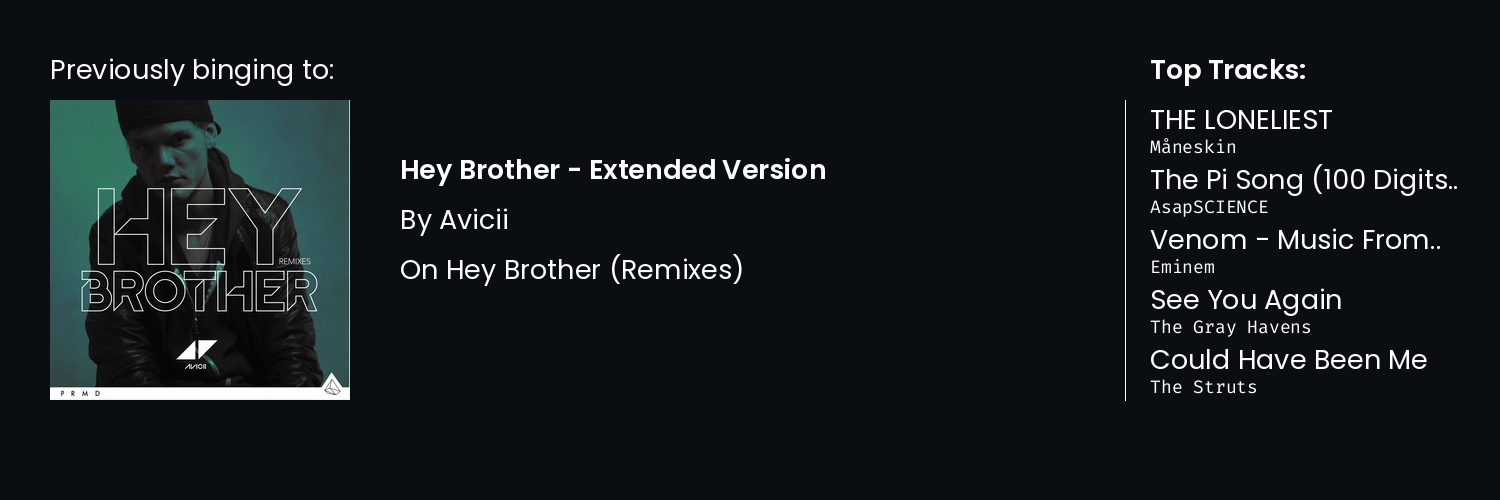 Previously binging to:
HEY
REMIXES
BROTHER
AVICII
PRMD
Hey Brother - Extended Version
By Avicii
On Hey Brother (Remixes)
Top Tracks:
THE LONELIEST
Måneskin
The Pi Song (100 Digits..
AsapSCIENCE
Venom - Music From..
Eminem
See You Again
The Gray Havens
Could Have Been Me
The Struts